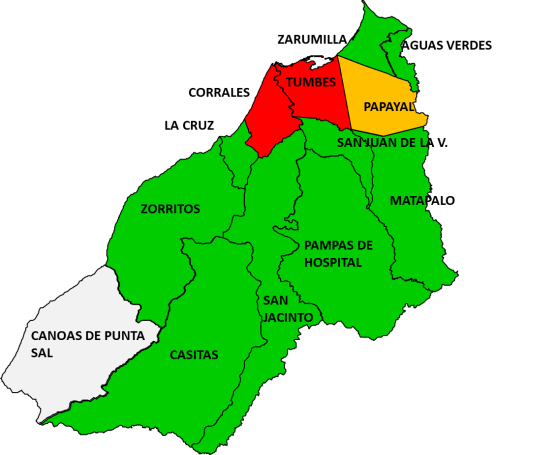 ZARUMILLA
AGUAS VERDES
TUMBES
CORRALES
PAPAYAL
LA CRUZ
SAN JUAN DE LA V.
ZORRITOS
MATAPALO
PAMPAS DE
HOSPITAL
SAN
JACINTO
CANOAS DE PUNTA
SAL
CASITAS